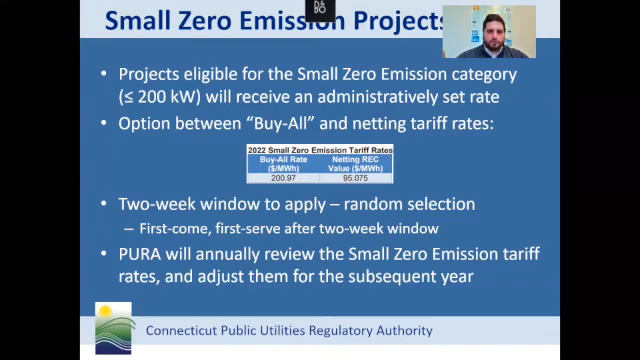 Small Zero Emission Projects
Projects eligible for the Small Zero Emission category
(≤ 200 kW) will receive an administratively set rate
Option between “Buy-All” and netting tariff rates:
2022 Small Zero Emission Tariff Rates
Buy-All Rate Netting REC
($/MWh) Value ($/MWh)
200.97 95.075
Two-week window to apply – random selection
– First-come, first-serve after two-week window
PURA will annually review the Small Zero Emission tariff
rates, and adjust them for the subsequent year
Connecticut Public Utilities Regulatory Authority